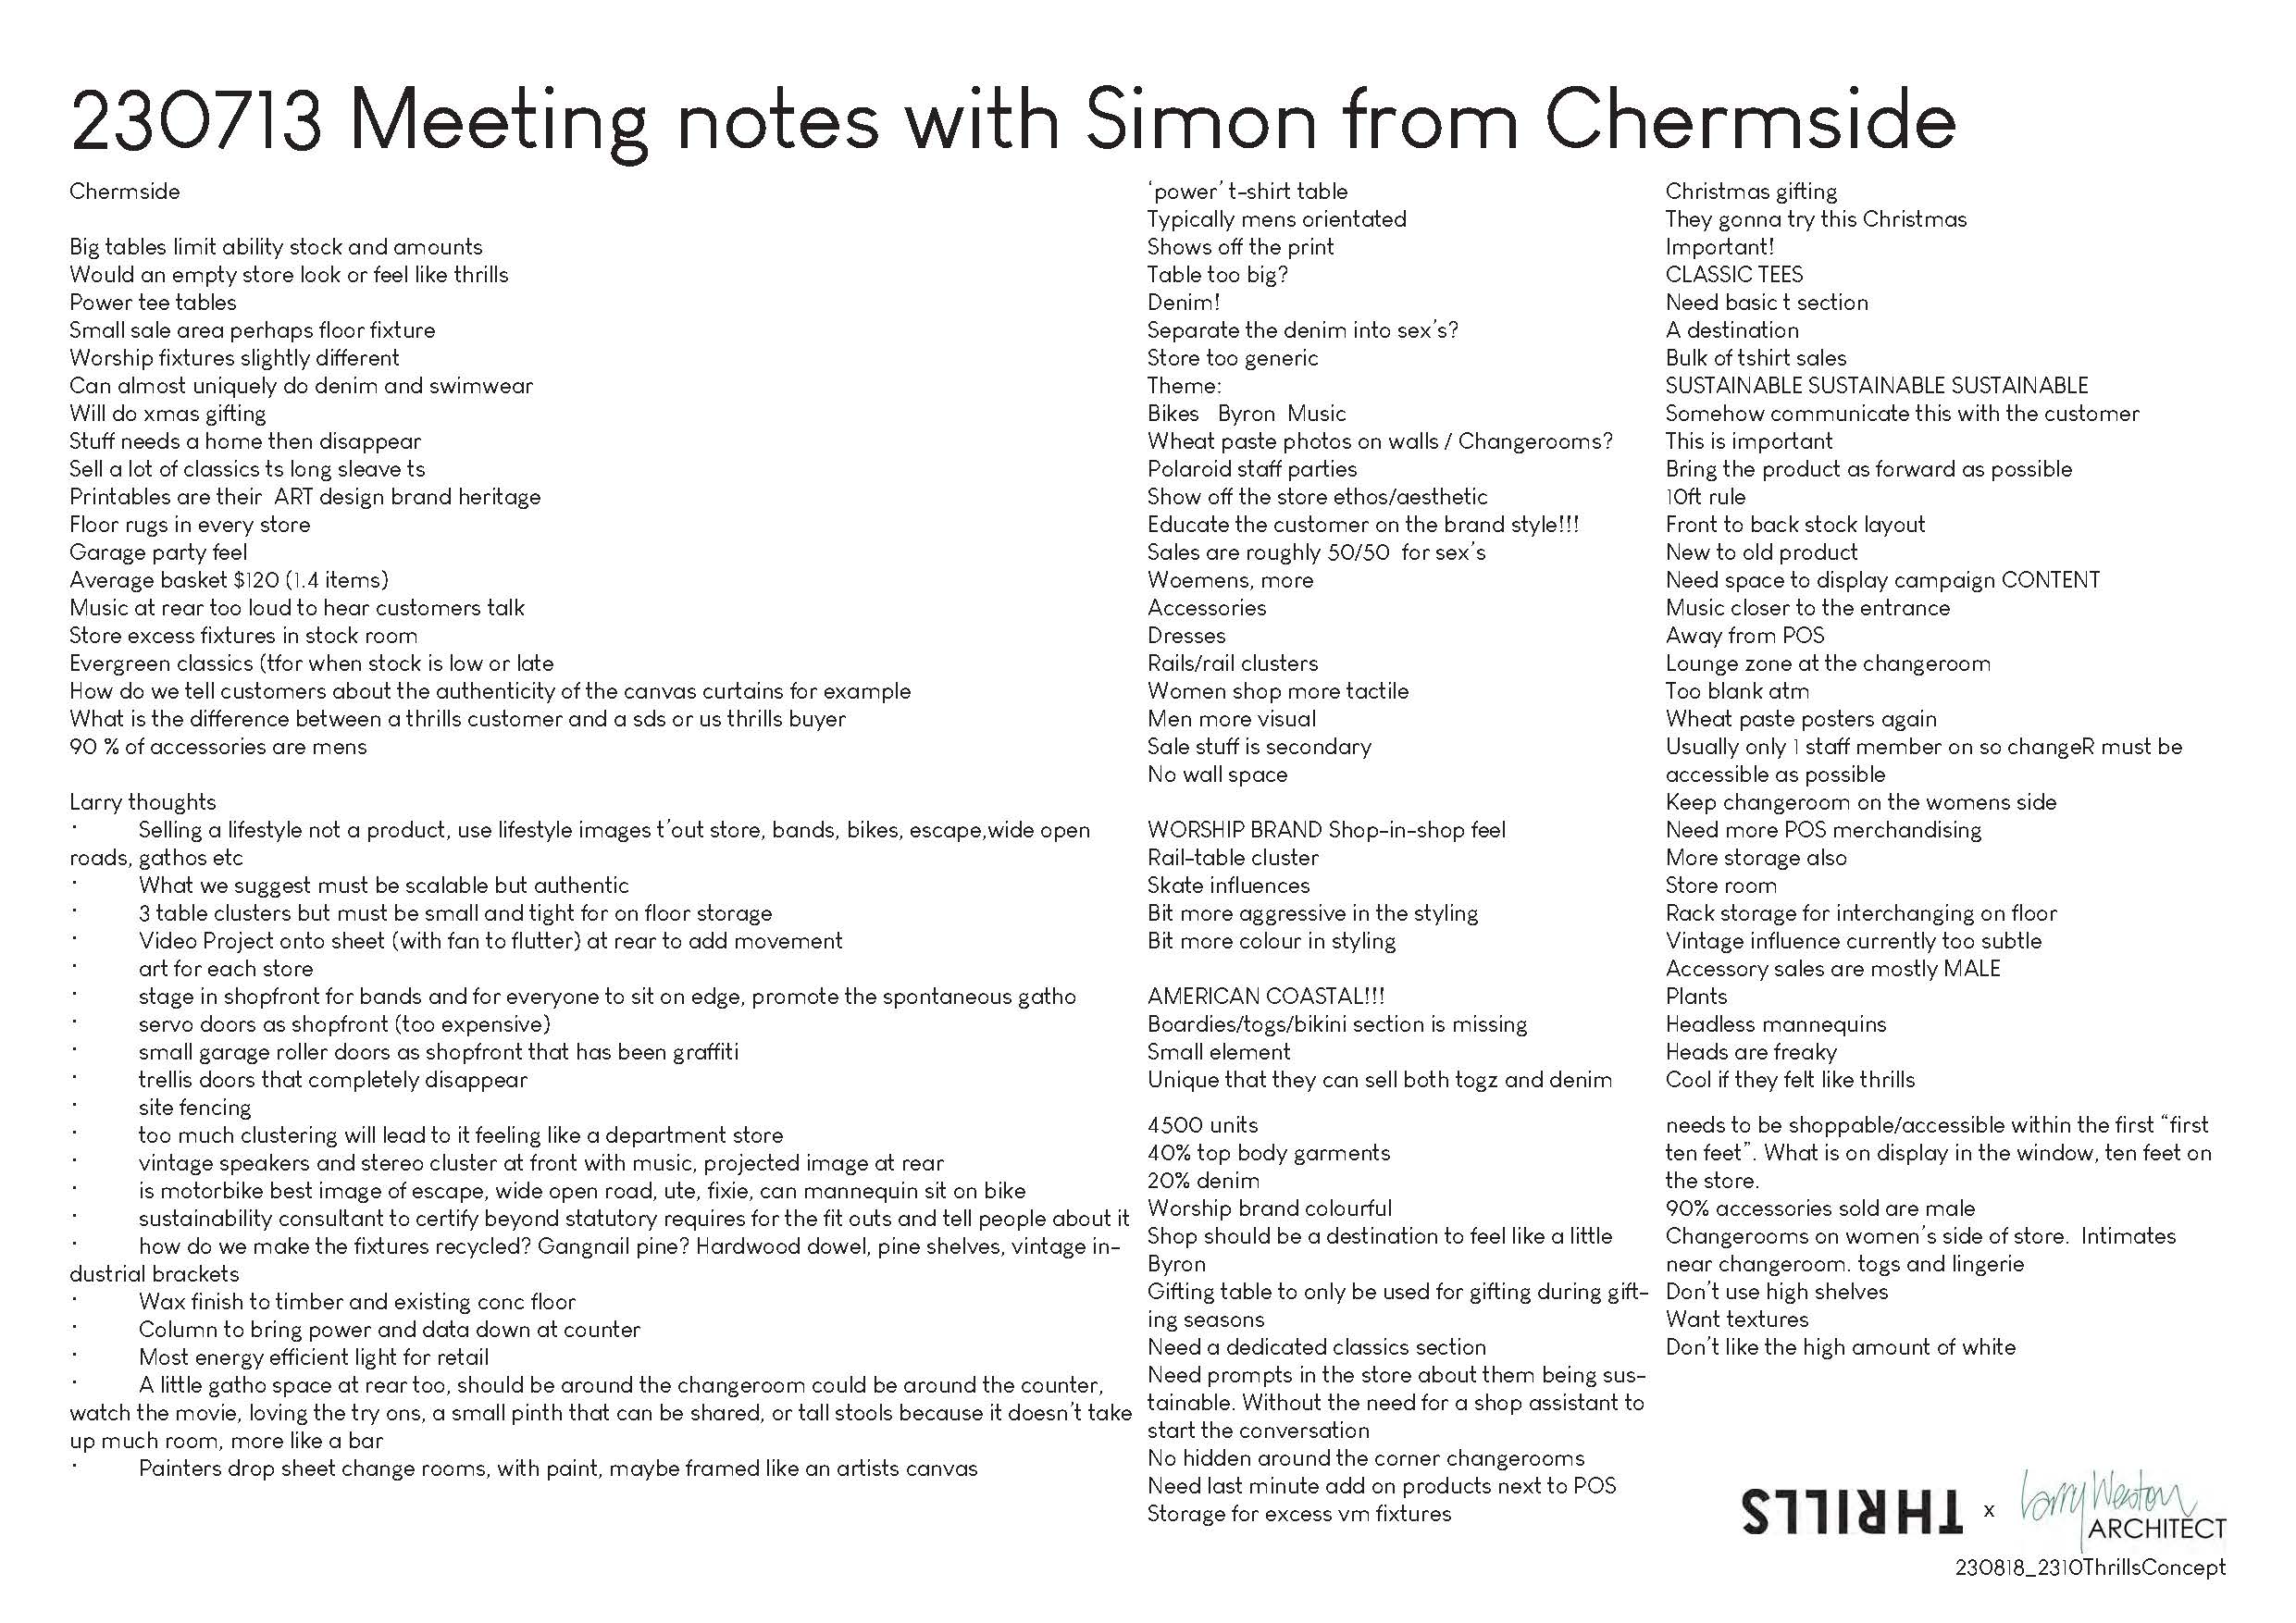 230713 Meeting notes with Simon from Chermside
Chermside
Big tables limit ability stock and amounts
Would an empty store look or feel like thrills
Power tee tables
Small sale area perhaps floor fixture
Worship fixtures slightly different
Can almost uniquely do denim and swimwear
Will do xmas gifting
Stuff needs a home then disappear
Sell a lot of classics ts long sleave ts
Printables are their  ART design brand heritage
Floor rugs in every store
Garage party feel
Average basket $120 (1.4 items)
Music at rear too loud to hear customers talk
Store excess fixtures in stock room
Evergreen classics (tfor when stock is low or late
How do we tell customers about the authenticity of the canvas curtains for example
What is the difference between a thrills customer and a sds or us thrills buyer
90 % of accessories are mens
Larry thoughts
· Selling a lifestyle not a product, use lifestyle images t'out store, bands, bikes, escape,wide open
roads, gathos etc
· What we suggest must be scalable but authentic
· 3 table clusters but must be small and tight for on floor storage
· Video Project onto sheet (with fan to flutter) at rear to add movement
· art for each store
· stage in shopfront for bands and for everyone to sit on edge, promote the spontaneous gatho
· servo doors as shopfront (too expensive)
· small garage roller doors as shopfront that has been graffiti
· trellis doors that completely disappear
· site fencing
· too much clustering will lead to it feeling like a department store
· vintage speakers and stereo cluster at front with music, projected image at rear
· is motorbike best image of escape, wide open road, ute, fixie, can mannequin sit on bike
· sustainability consultant to certify beyond statutory requires for the fit outs and tell people about it
· how do we make the fixtures recycled? Gangnail pine? Hardwood dowel, pine shelves, vintage in-
dustrial brackets
· Wax finish to timber and existing conc floor
· Column to bring power and data down at counter
· Most energy efficient light for retail
· A little gatho space at rear too, should be around the changeroom could be around the counter,
watch the movie, loving the try ons, a small pinth that can be shared, or tall stools because it doesn't take
up much room, more like a bar
· Painters drop sheet change rooms, with paint, maybe framed like an artists canvas
'power' t-shirt table
Typically mens orientated
Shows off the print
Table too big?
Denim!
Separate the denim into sex's?
Store too generic
Theme:
Bikes   Byron  Music
Wheat paste photos on walls / Changerooms?
Polaroid staff parties
Show off the store ethos/aesthetic
Educate the customer on the brand style!!!
Sales are roughly 50/50  for sex's
Woemens, more
Accessories
Dresses
Rails/rail clusters
Women shop more tactile
Men more visual
Sale stuff is secondary
No wall space
WORSHIP BRAND Shop-in-shop feel
Rail-table cluster
Skate influences
Bit more aggressive in the styling
Bit more colour in styling
AMERICAN COASTAL!!!
Boardies/togs/bikini section is missing
Small element
Unique that they can sell both togz and denim
4500 units
40% top body garments
20% denim
Worship brand colourful
Shop should be a destination to feel like a little
Byron
Gifting table to only be used for gifting during gift-
ing seasons
Need a dedicated classics section
Need prompts in the store about them being sus-
tainable. Without the need for a shop assistant to
start the conversation
No hidden around the corner changerooms
Need last minute add on products next to POS
Storage for excess vm fixtures
Christmas gifting
They gonna try this Christmas
Important!
CLASSIC TEES
Need basic t section
A destination
Bulk of tshirt sales
SUSTAINABLE SUSTAINABLE SUSTAINABLE
Somehow communicate this with the customer
This is important
Bring the product as forward as possible
10ft rule
Front to back stock layout
New to old product
Need space to display campaign CONTENT
Music closer to the entrance
Away from POS
Lounge zone at the changeroom
Too blank atm
Wheat paste posters again
Usually only 1 staff member on so changeR must be
accessible as possible
Keep changeroom on the womens side
Need more POS merchandising
More storage also
Store room
Rack storage for interchanging on floor
Vintage influence currently too subtle
Accessory sales are mostly MALE
Plants
Headless mannequins
Heads are freaky
Cool if they felt like thrills
needs to be shoppable/accessible within the first “first
ten feet”. What is on display in the window, ten feet on
the store.
90% accessories sold are male
Changerooms on women's side of store.  Intimates
near changeroom. togs and lingerie
Don't use high shelves
Want textures
Don't like the high amount of white
THRILLS x Larry Weston
ARCHITECT
230818_2310ThrillsConcept